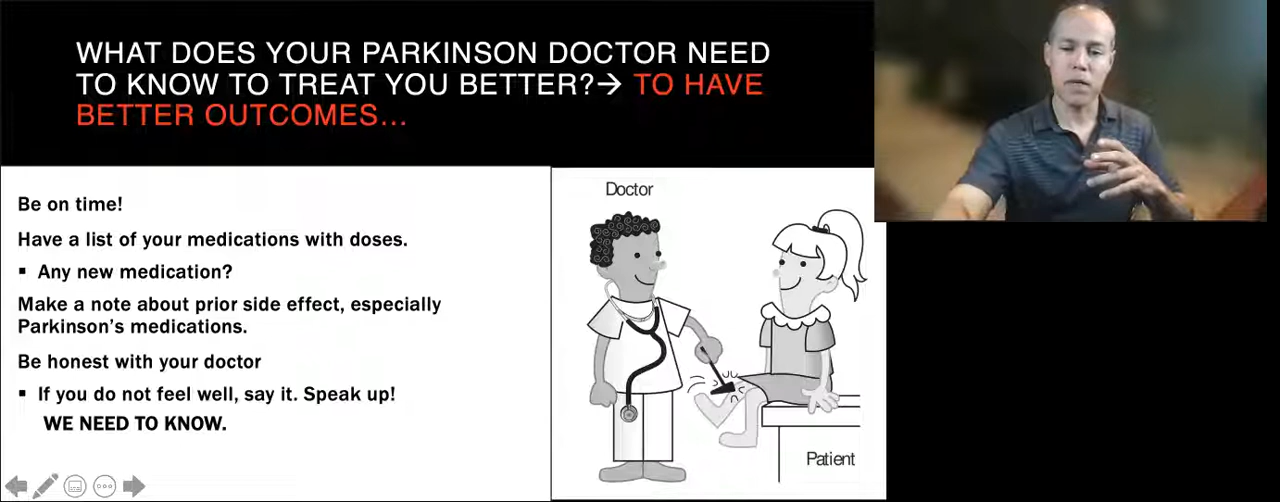 WHAT DOES YOUR PARKINSON DOCTOR NEED
TO KNOW TO TREAT YOU BETTER?→ TO HAVE
BETTER OUTCOMES...
Be on time!
Have a list of your medications with doses.
▪ Any new medication?
Make a note about prior side effect, especially
Parkinson's medications.
Be honest with your doctor
▪ If you do not feel well, say it. Speak up!
WE NEED TO KNOW.
Doctor
Patient